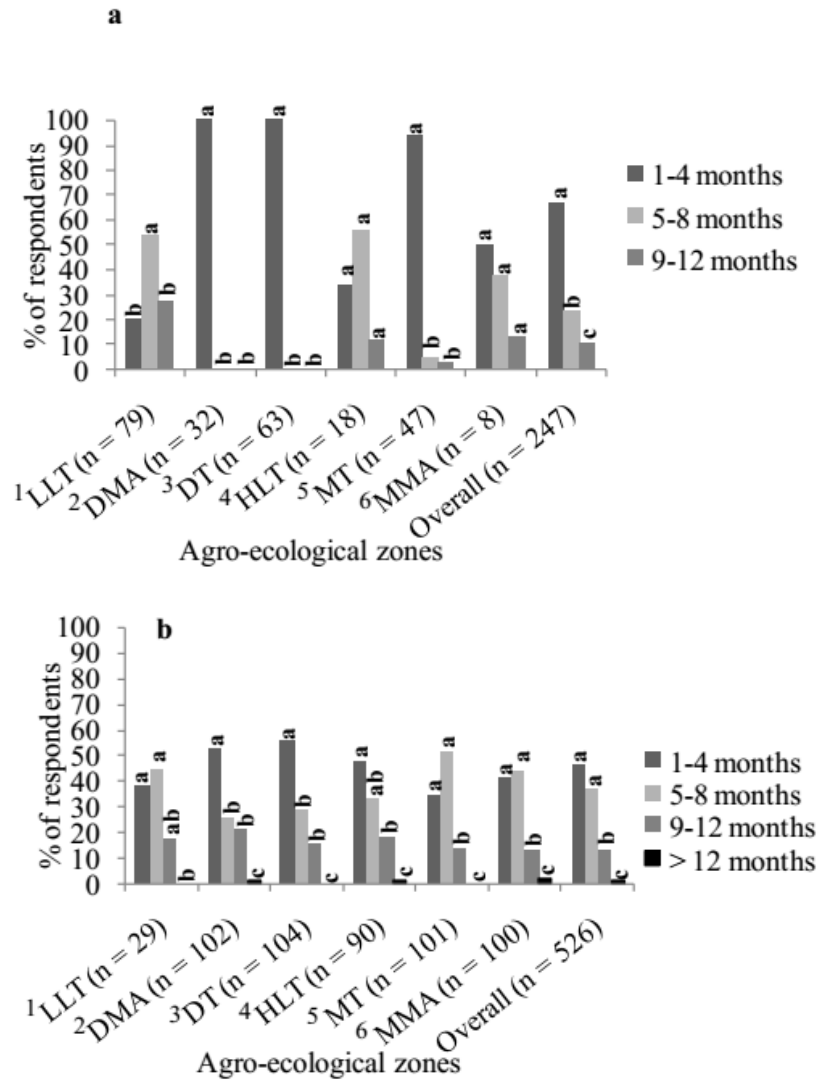 a
100
90
80
70
60
50
40
30
20
10
0
% of respondents
b a b
a b b
a b b
a a a
a b b
a a a
a b c
1-4 months
5-8 months
9-12 months
1LLT (n = 79)
2DMA (n = 32)
3DT (n = 63)
4HLT (n = 18)
5MT (n = 47)
6MMA (n = 8)
Overall (n = 247)
Agro-ecological zones
b
100
90
80
70
60
50
40
30
20
10
0
% of respondents
a a ab b
a b b c
a b b c
a ab b c
a a b c
a a b c
a a b c
1-4 months
5-8 months
9-12 months
> 12 months
1LLT (n = 29)
2DMA (n = 102)
3DT (n = 104)
4HLT (n = 90)
5MT (n = 101)
6MMA (n = 100)
Overall (n = 526)
Agro-ecological zones